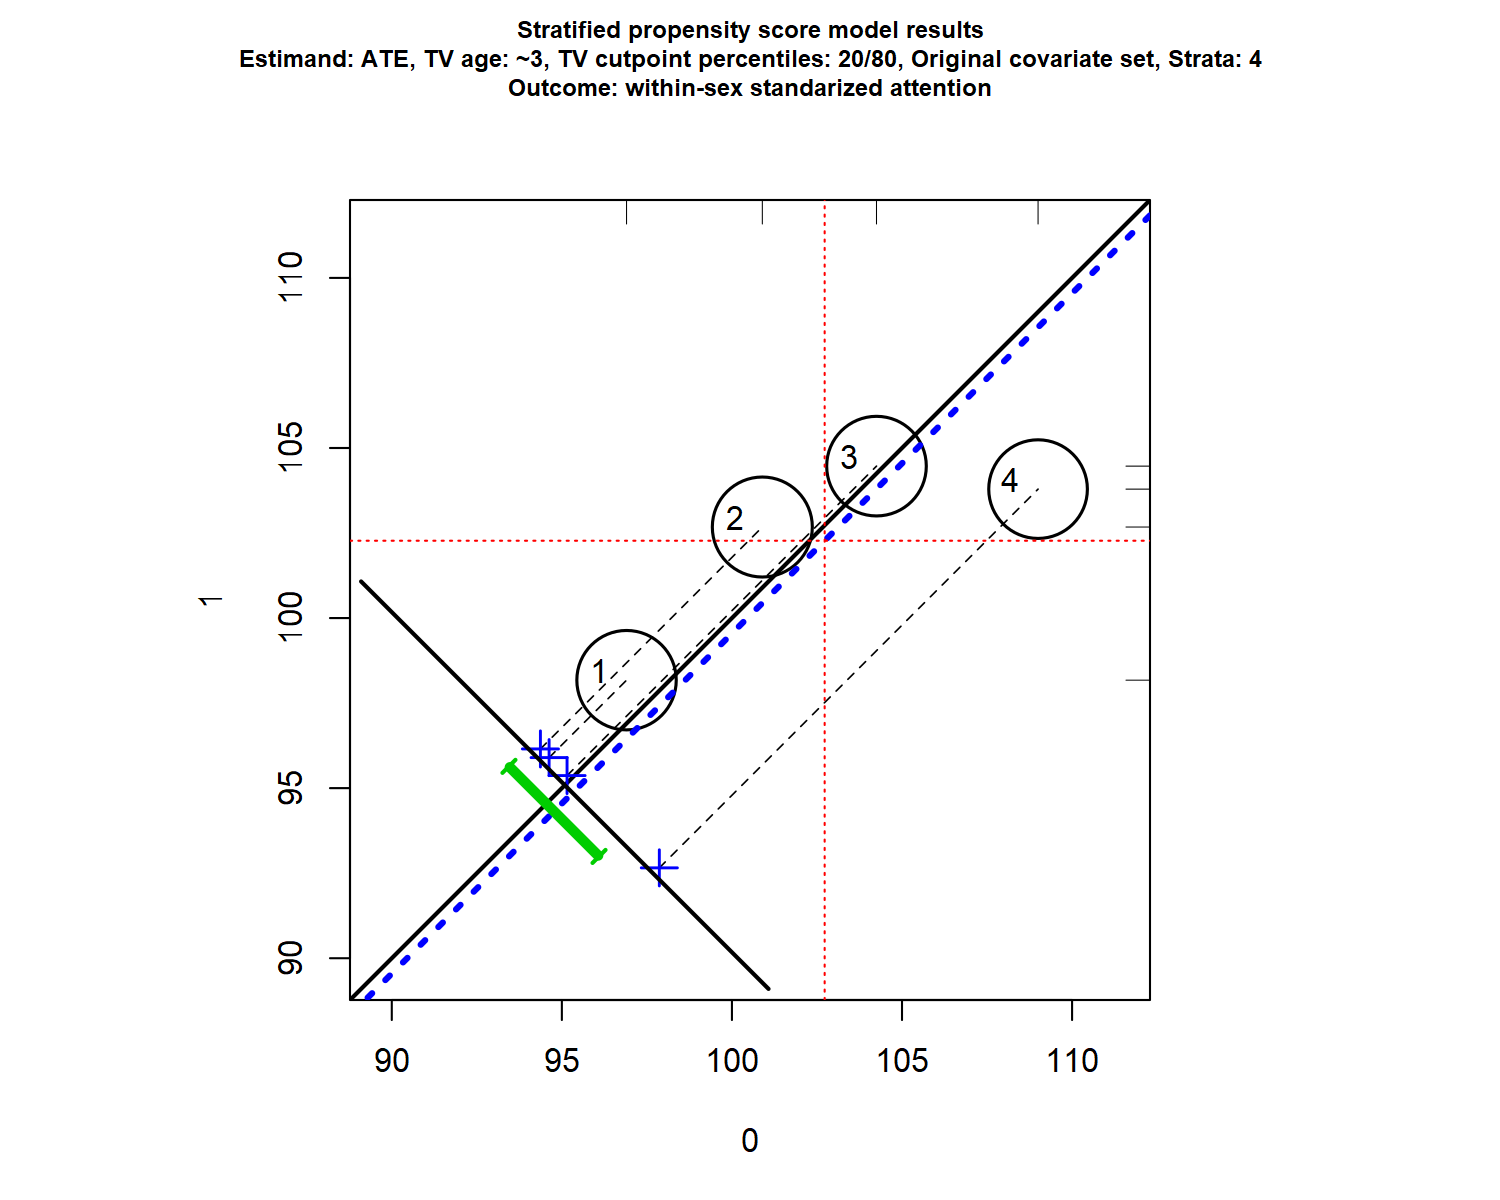 Stratified propensity score model results
Estimand: ATE, TV age: ~3, TV cutpoint percentiles: 20/80, Original covariate set, Strata: 4
Outcome: within-sex standarized attention
110
105
100
95
90
1
3
4
2
1
90 95 100 105 110
0